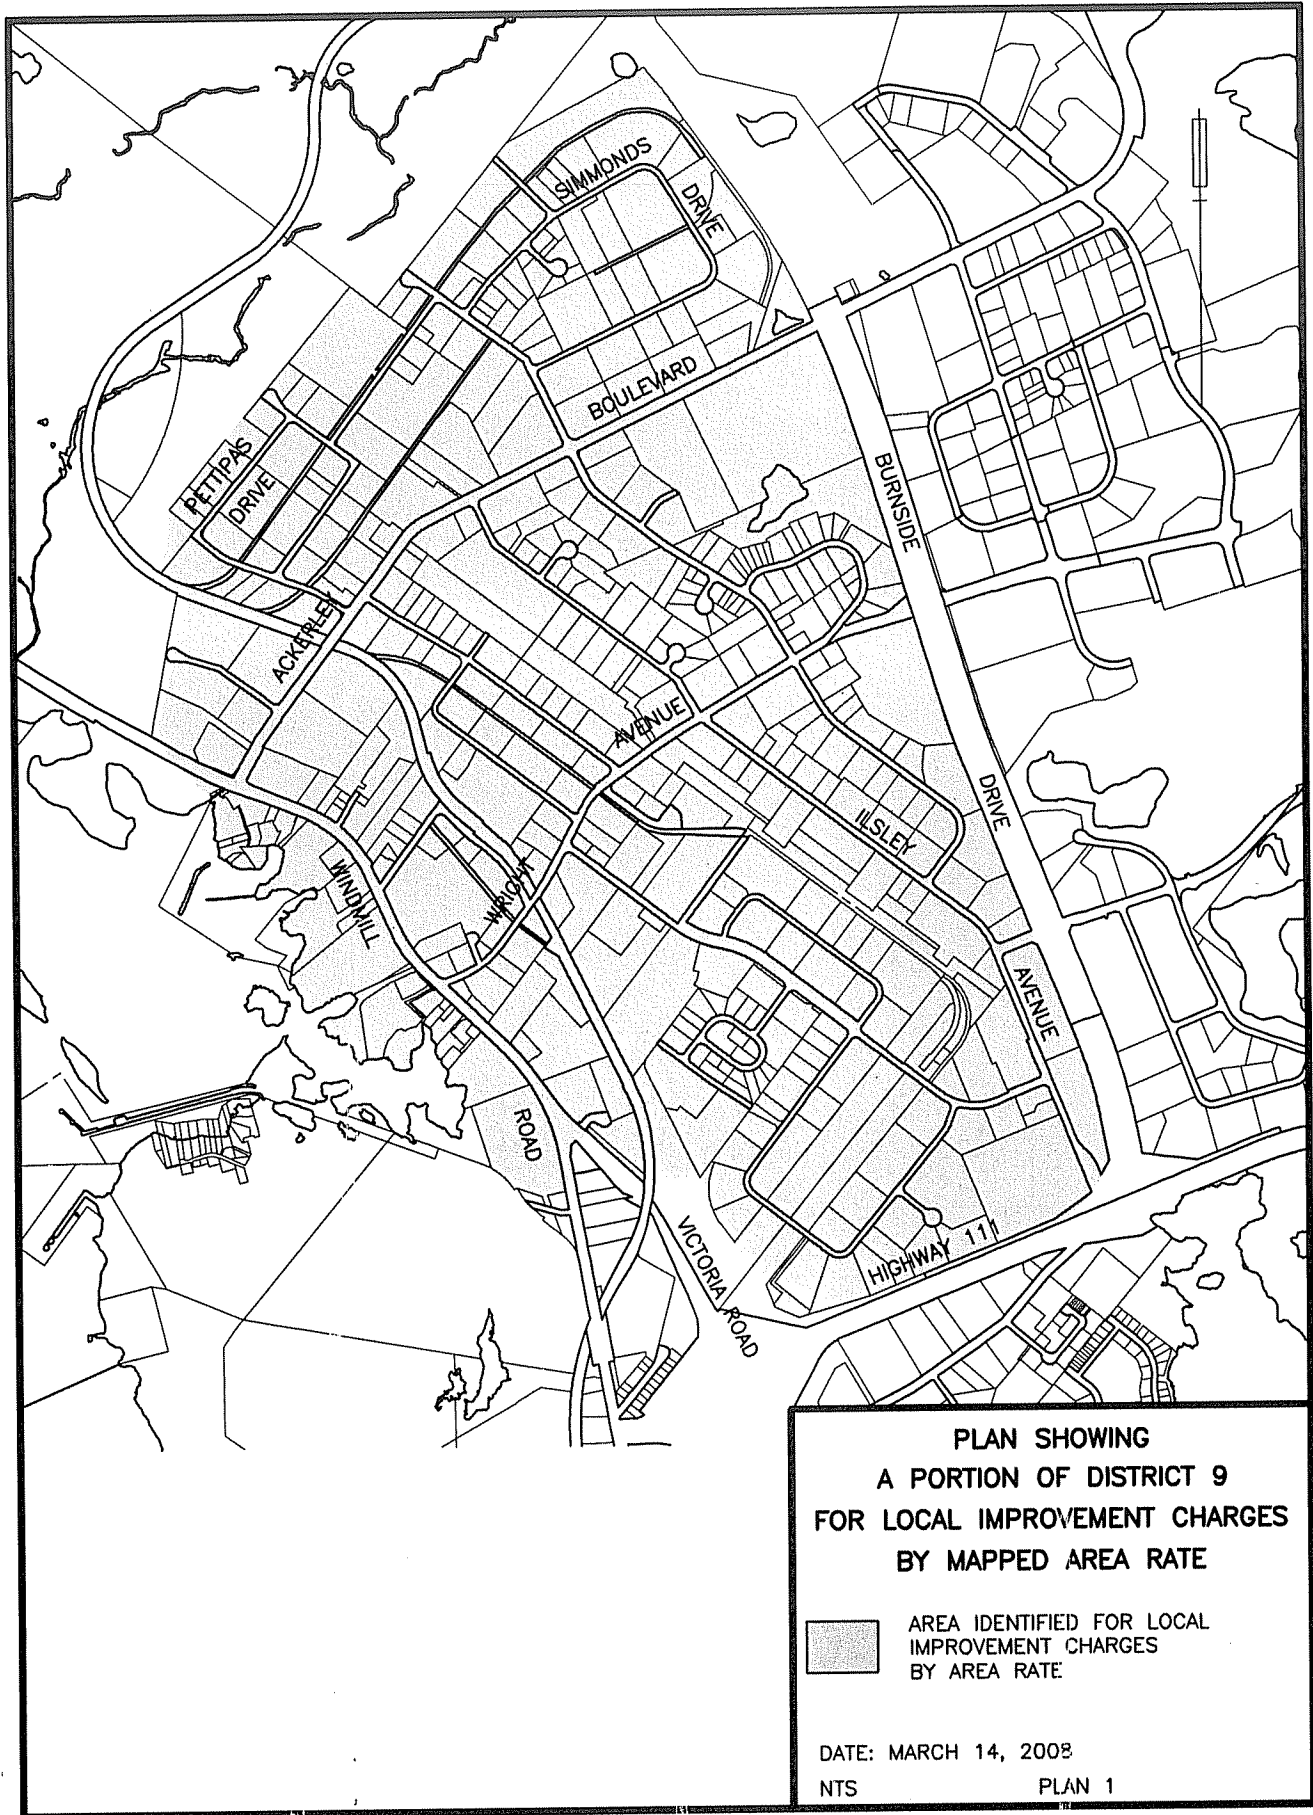 SIMMONDS
DRIVE
BOULEVARD
PETTIPAS
DRIVE
BURNSIDE
ACKERLEY
AVENUE
DRIVE
ILSLEY
WINDMILL
WRIGHT
AVENUE
ROAD
VICTORIA ROAD
HIGHWAY 111
PLAN SHOWING
A PORTION OF DISTRICT 9
FOR LOCAL IMPROVEMENT CHARGES
BY MAPPED AREA RATE
AREA IDENTIFIED FOR LOCAL
IMPROVEMENT CHARGES
BY AREA RATE
DATE: MARCH 14, 2008
NTS PLAN 1